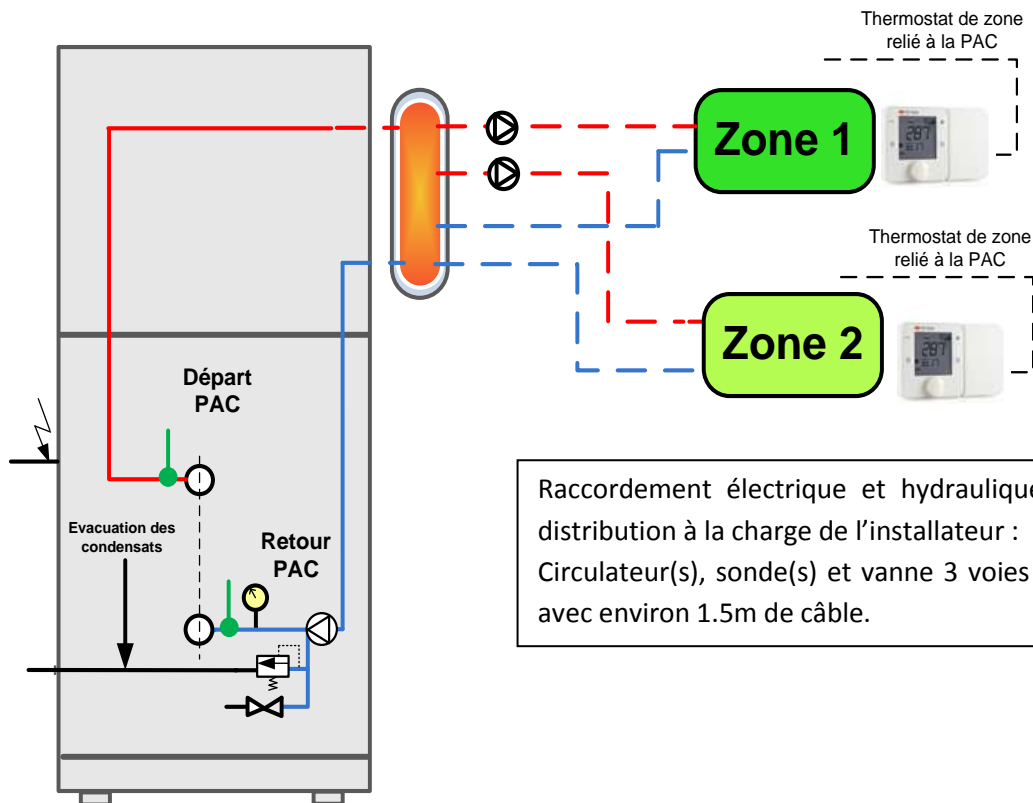 Thermostat de zone
relié à la PAC
Zone 1
Thermostat de zone
relié à la PAC
Zone 2
Départ
PAC
Evacuation des
condensats
Retour
PAC
Raccordement électrique et hydraulique
distribution à la charge de l’installateur :
Circulateur(s), sonde(s) et vanne 3 voies
avec environ 1.5m de câble.